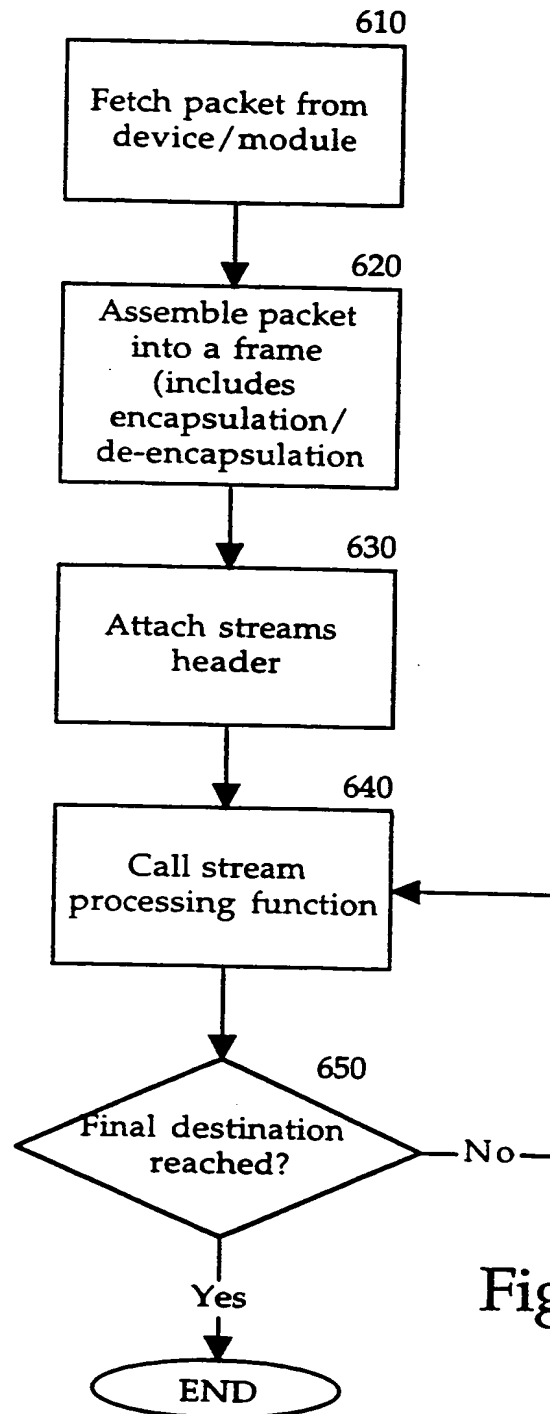 610
Fetch packet from
device/module
620
Assemble packet
into a frame
(includes
encapsulation/
de-encapsulation
630
Attach streams
header
640
Call stream
processing function
650
Final destination
reached?
No
Yes
Fig
END